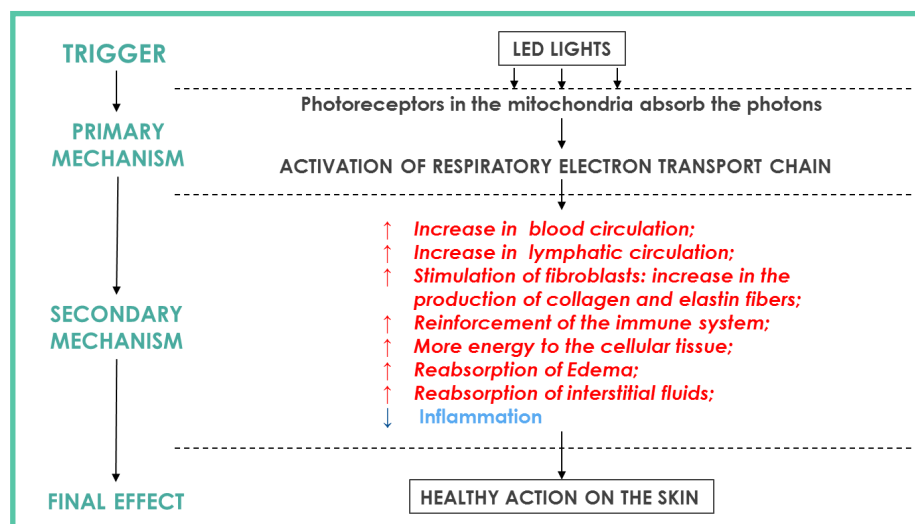 TRIGGER
LED LIGHTS
Photoreceptors in the mitochondria absorb the photons
PRIMARY
MECHANISM
ACTIVATION OF RESPIRATORY ELECTRON TRANSPORT CHAIN
↑ Increase in blood circulation;
↑ Increase in lymphatic circulation;
↑ Stimulation of fibroblasts: increase in the
production of collagen and elastin fibers;
SECONDARY
MECHANISM
↑ Reinforcement of the immune system;
↑ More energy to the cellular tissue;
↑ Reabsorption of Edema;
↑ Reabsorption of interstitial fluids;
↓ Inflammation
FINAL EFFECT
HEALTHY ACTION ON THE SKIN